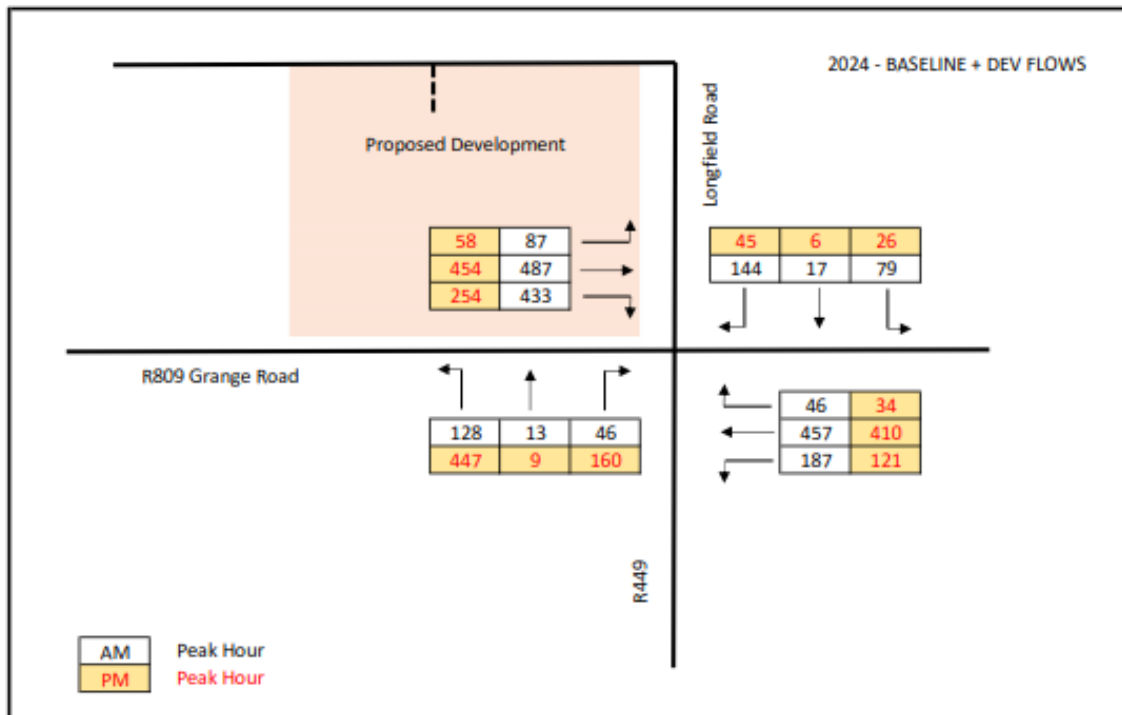 2024 - BASELINE + DEV FLOWS
Longfield Road
Proposed Development
58 87
454 487
254 433
45 6 26
144 17 79
R809 Grange Road
128 13 46
447 9 160
46 34
457 410
187 121
R449
AM Peak Hour
PM Peak Hour